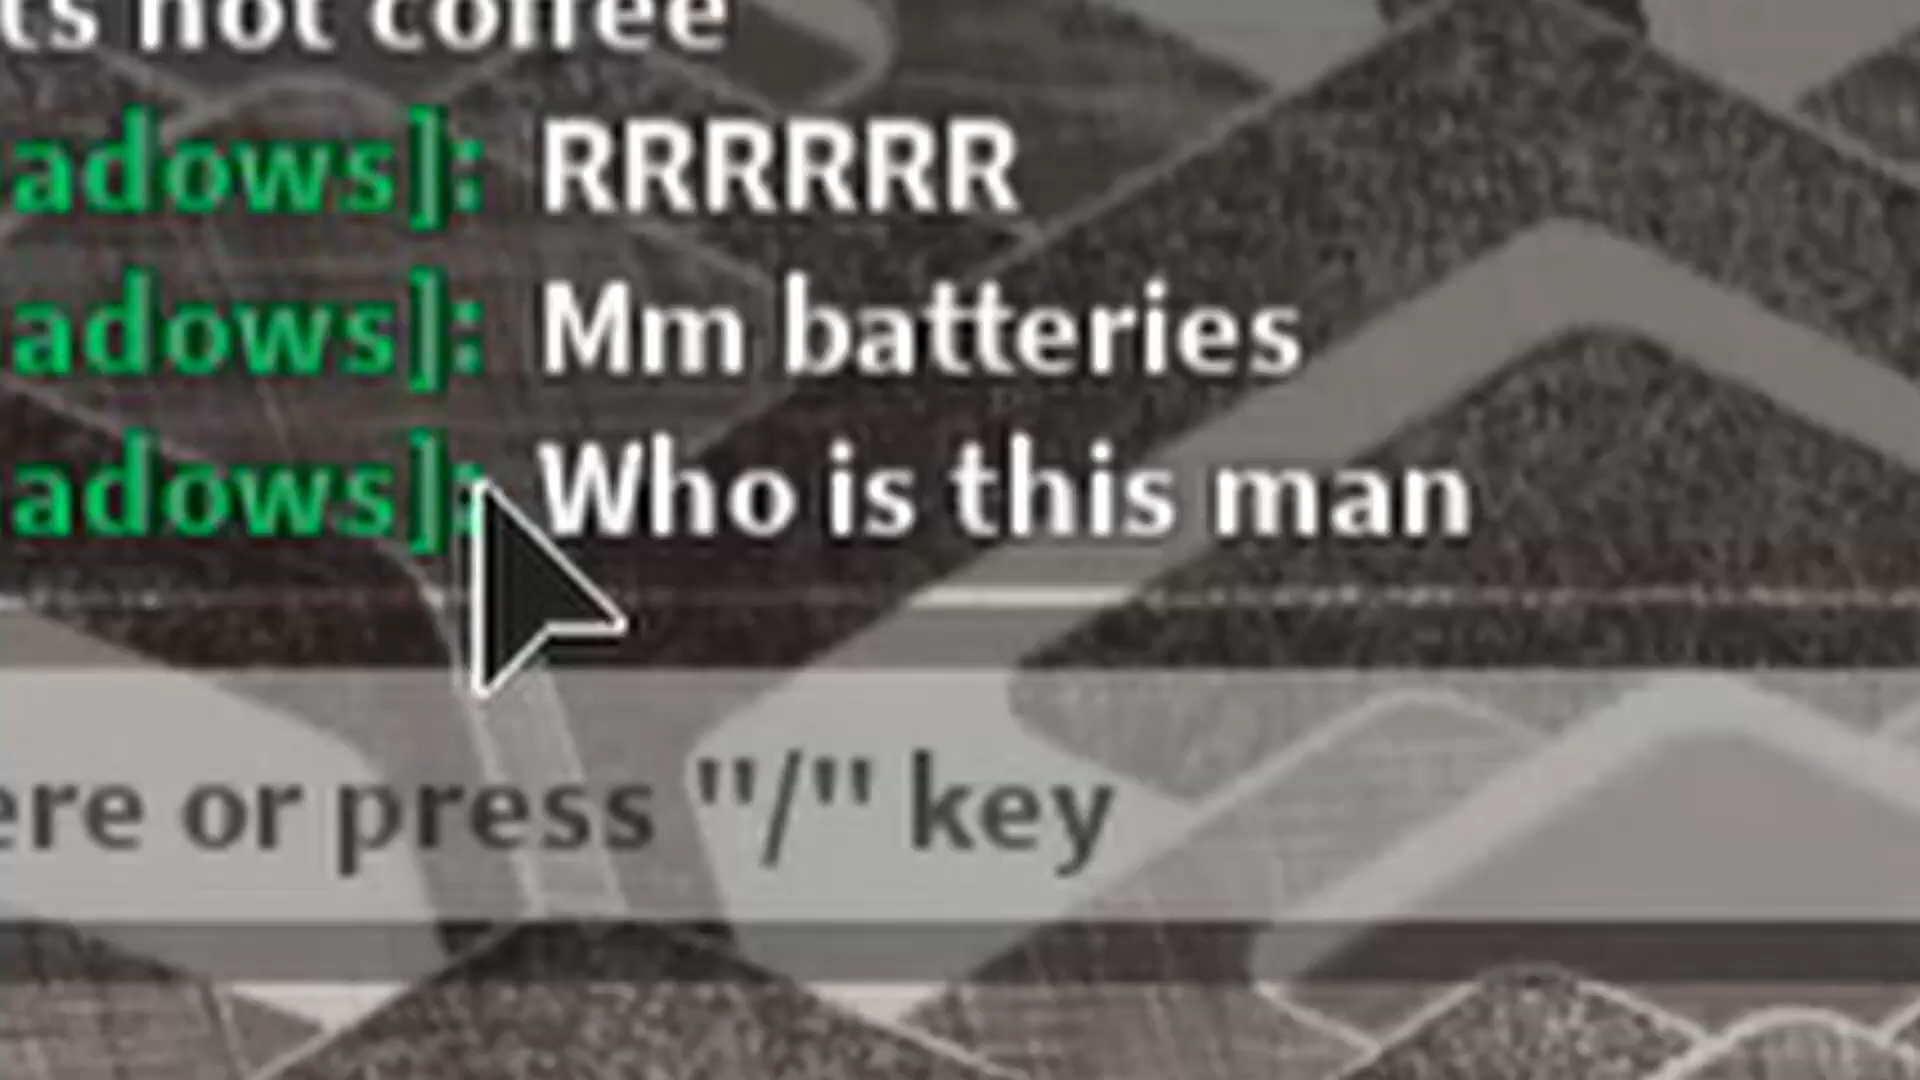 ts not coffee
adows]: RRRRRR
adows]: Mm batteries
adows]: Who is this man
ere or press "/" key